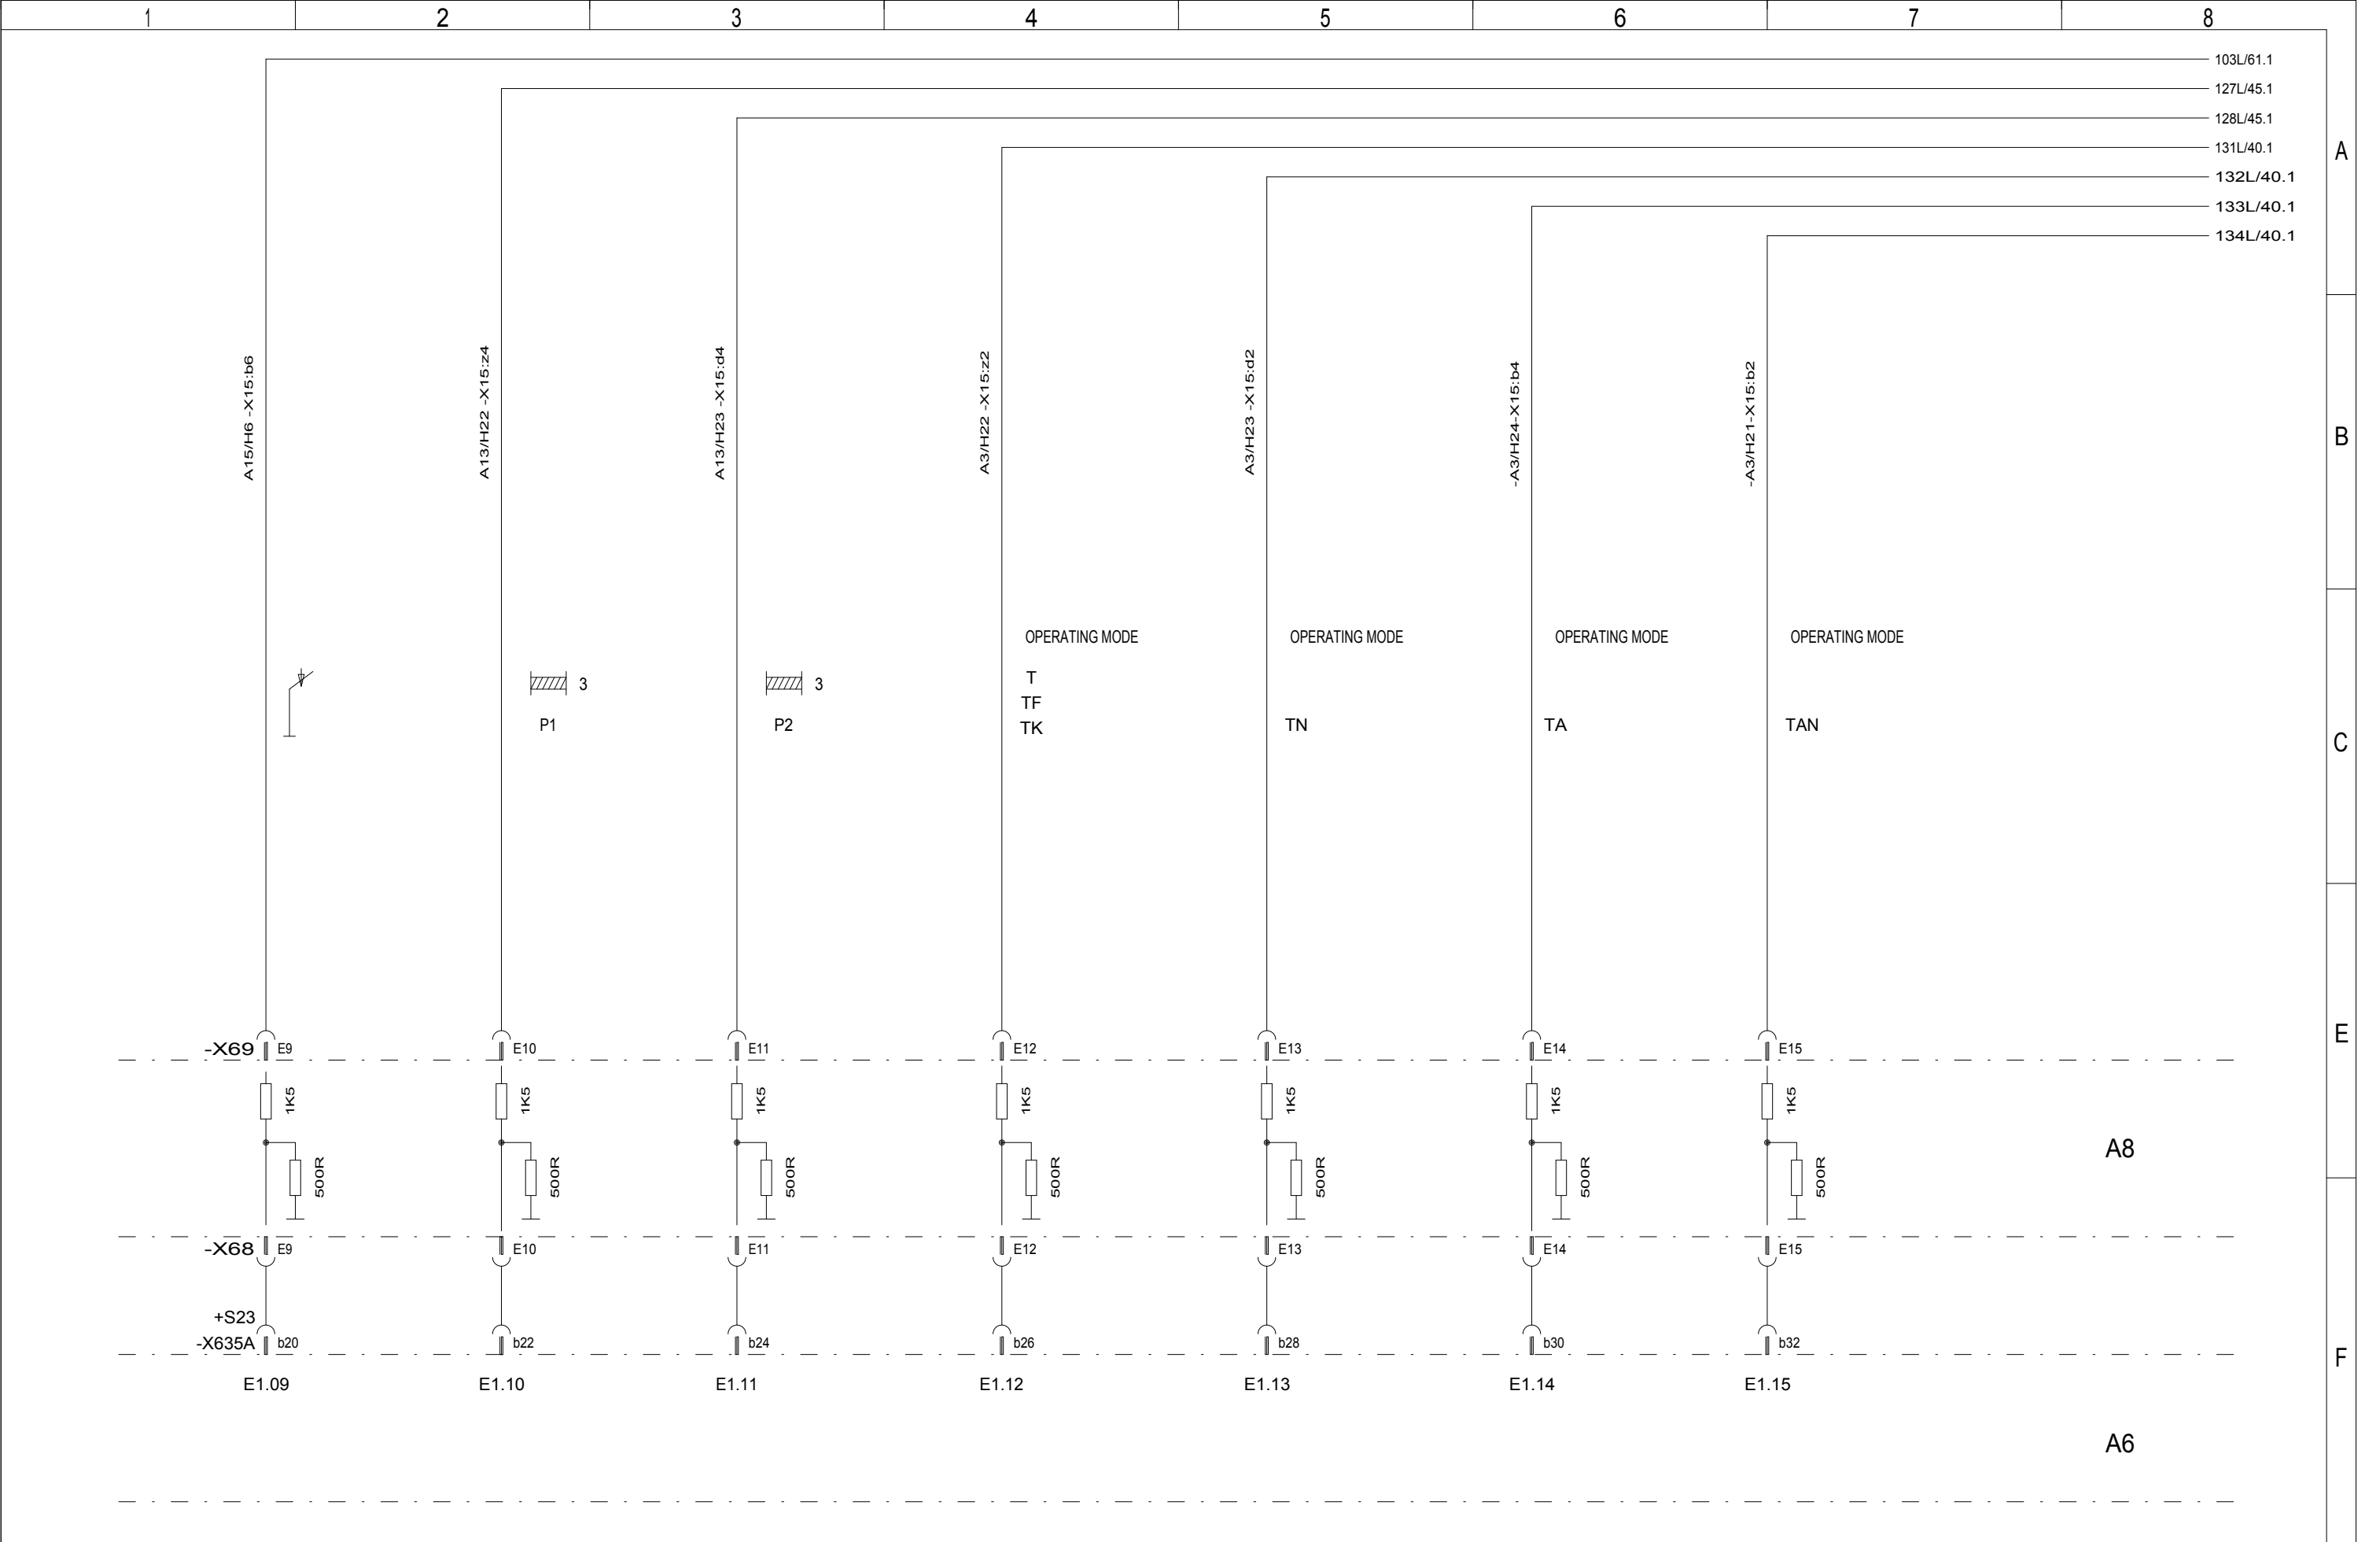 1 2 3 4 5 6 7 8
103L/61.1
127L/45.1
128L/45.1
131L/40.1
A
132L/40.1
133L/40.1
134L/40.1
A15/H6 -X15:b6
A13/H22 -X15:z4
A13/H23 -X15:d4
A3/H22 -X15:z2
A3/H23 -X15:d2
-A3/H24-X15:b4
-A3/H21-X15:b2
B
OPERATING MODE OPERATING MODE OPERATING MODE OPERATING MODE
3 3 T
TF
P1 P2 TK TN TA TAN
C
E
-X69 E9 E10 E11 E12 E13 E14 E15
1K5 1K5 1K5 1K5 1K5 1K5 1K5
A8
500R 500R 500R 500R 500R 500R 500R
-X68 E9 E10 E11 E12 E13 E14 E15
+S23
-X635A b20 b22 b24 b26 b28 b30 b32
F
E1.09 E1.10 E1.11 E1.12 E1.13 E1.14 E1.15
A6